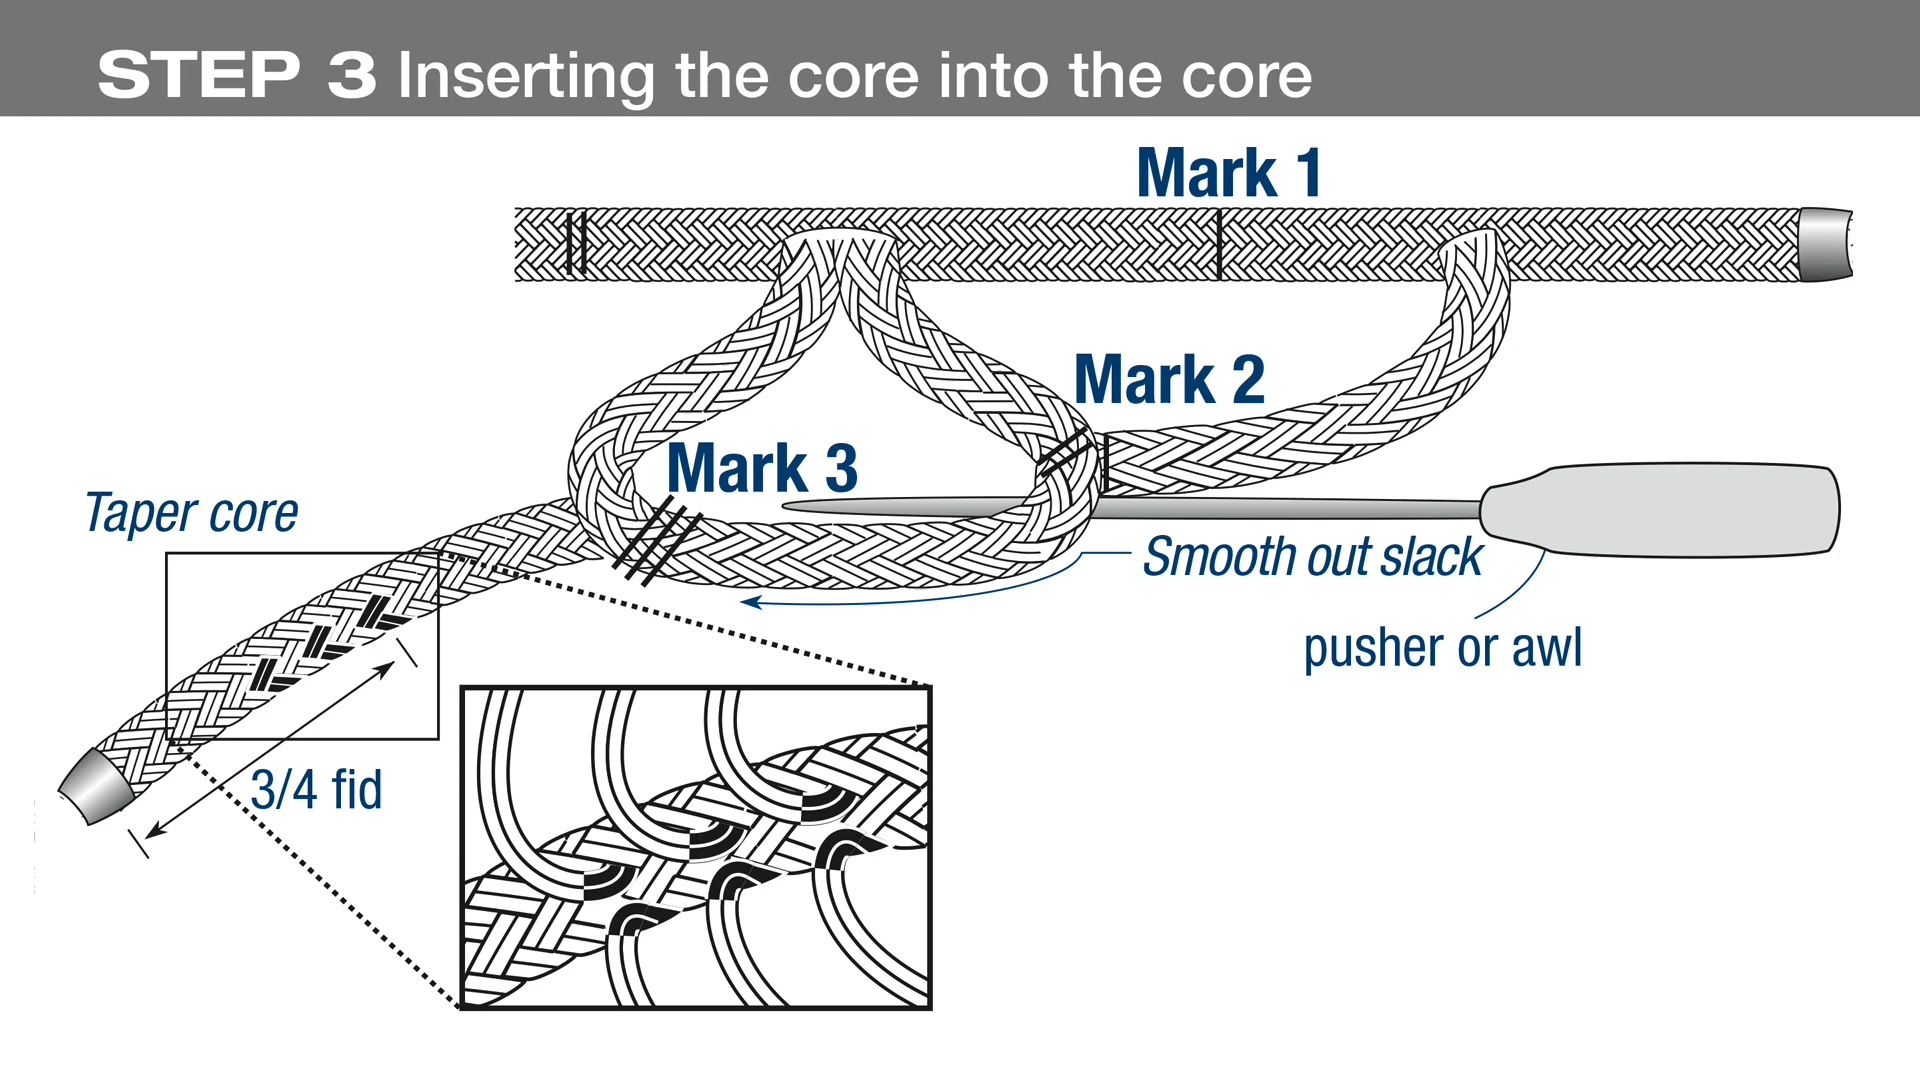 STEP 3 Inserting the core into the core
Mark 1
Mark 2
Mark 3
Taper core
Smooth out slack
pusher or awl
3/4 fid